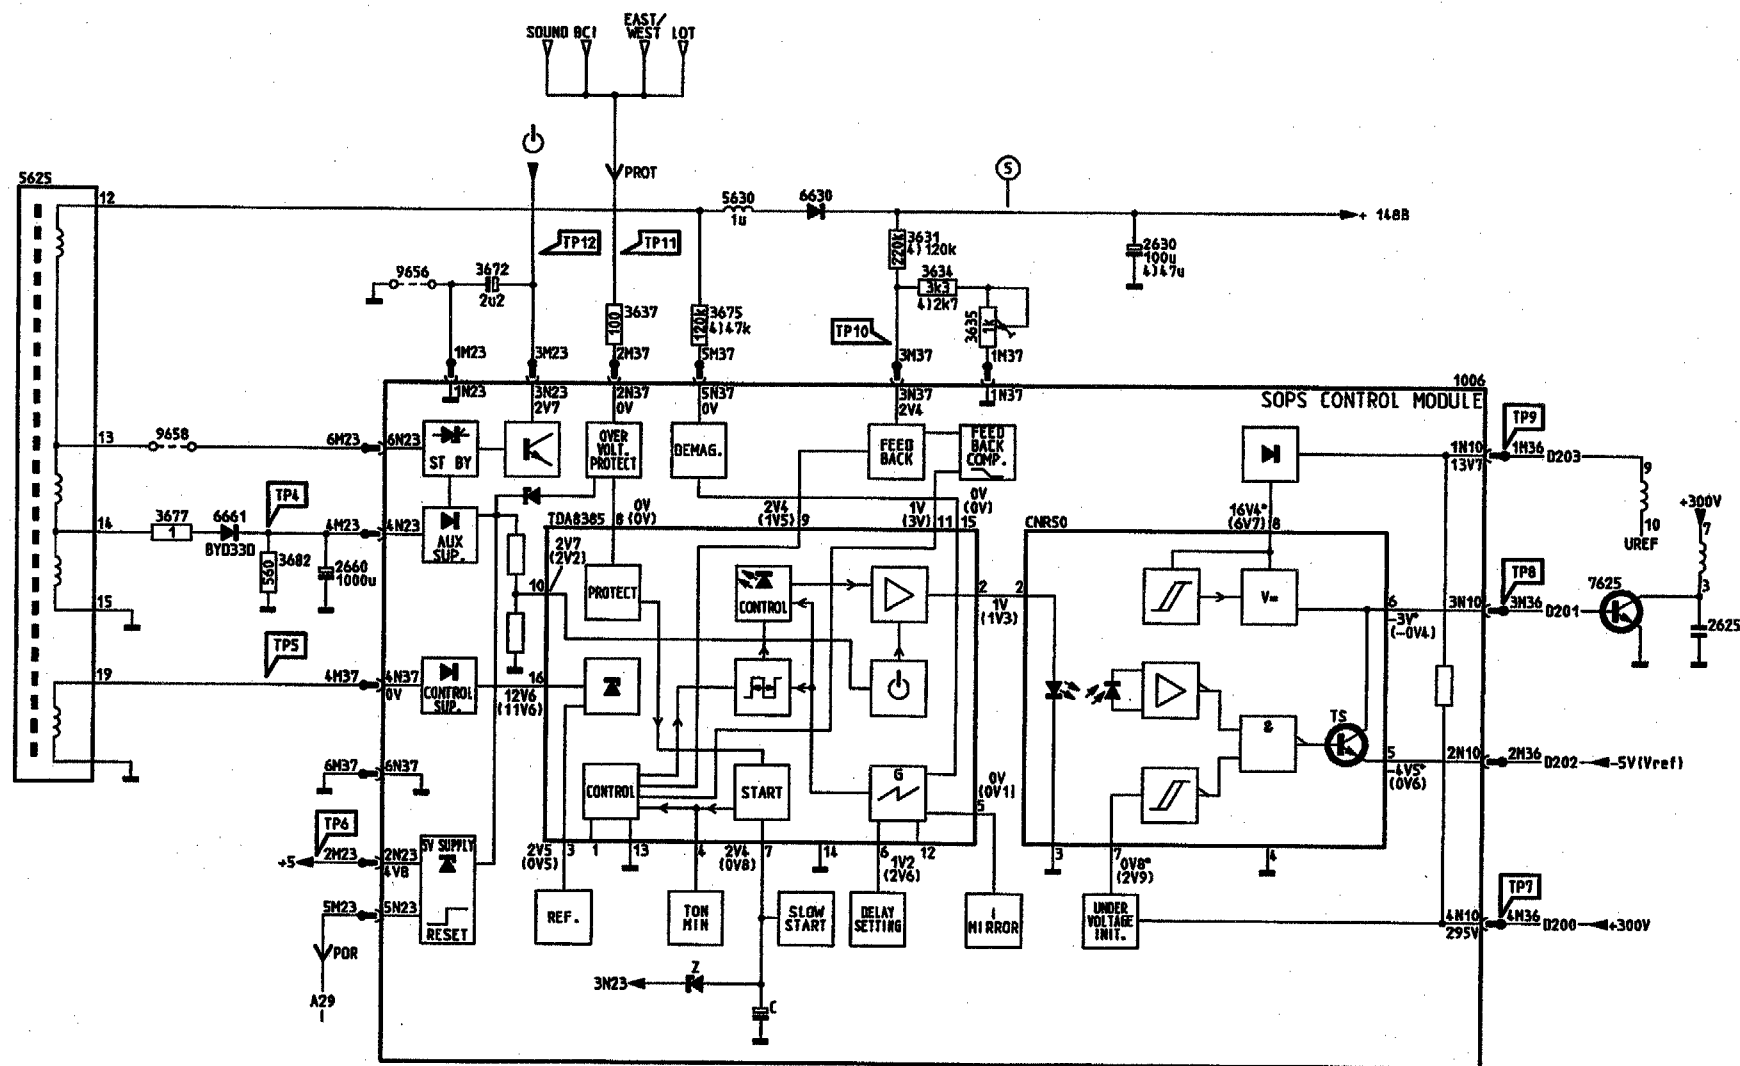 EAST/
SOUND BCI WEST LOT
PROT
5625
12
5630
1u
6630
S
+ 148B
TP12
TP11
220k
3631
4)120k
2630
100u
4)47u
9656
3672
2u2
3634
3k3
4)2k7
100
3637
120k
3675
4)47k
TP10
3635
1k
1M23
3M23
2M37
5M37
3M37
1M37
1N23
3N23
2V7
2N37
0V
5N37
0V
3N37
2V4
1N37
1006
SOPS CONTROL MODULE
TP9
13
9658
6M23
6N23
ST BY
OVER
VOLT.
PROTECT
DEMAG.
FEED
BACK
FEED
BACK
COMP.
1N10
13V7
1M36
D203
9
10
UREF
+300V
7
3
TP4
14
3677
1
6661
BYD33D
4M23
4N23
AUX
SUP.
560
3682
2660
1000u
TDA8385
8
0V
(0V)
2V4
(1V5)
9
1V
(3V)
11
0V
(0V)
15
CNR50
16V4*
(6V7)
8
2V7
(2V2)
10
PROTECT
CONTROL
2
1V
(1V3)
2
V=
6
-3V*
(-0V4)
TP8
3N10
3M36
D201
7625
2625
15
TP5
19
4M37
4N37
0V
CONTROL
SUP.
16
12V6
(11V6)
&
TS
5
-4V5*
(0V6)
2N10
2M36
D202
-5V(Vref)
6M37
6N37
CONTROL
START
G
0V
(0V1)
5
TP6
+5
2M23
2N23
4V8
5V SUPPLY
RESET
5M23
5N23
POR
A29
2V5
(0V5)
3
1
13
4
2V4
(0V8)
7
14
6
1V2
(2V6)
12
3
7
0V8*
(2V9)
4
REF.
TON
MIN
SLOW
START
DELAY
SETTING
I
MIRROR
UNDER
VOLTAGE
INIT.
TP7
4N10
295V
4M36
D200
+300V
3N23
Z
C